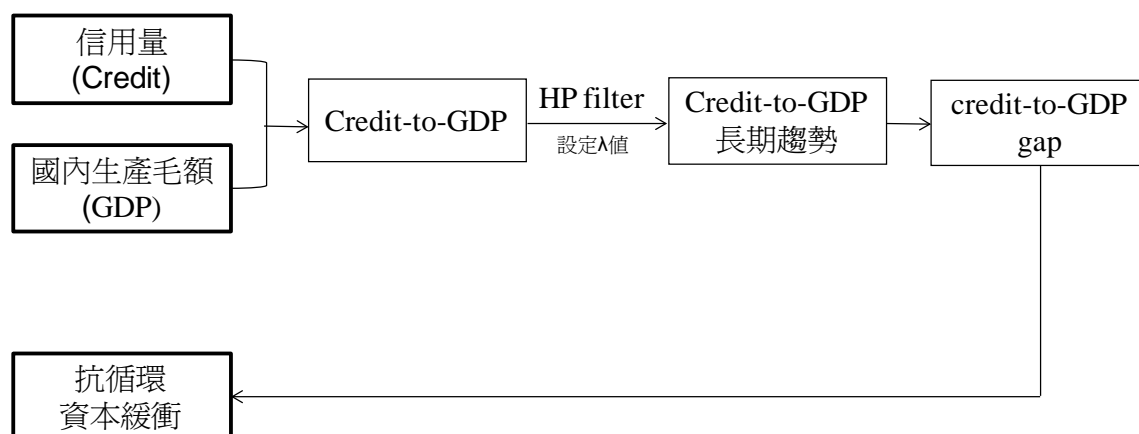 信用量
(Credit)
國內生產毛額
(GDP)
Credit-to-GDP
HP filter
設定λ值
Credit-to-GDP
長期趨勢
credit-to-GDP
gap
抗循環
資本緩衝